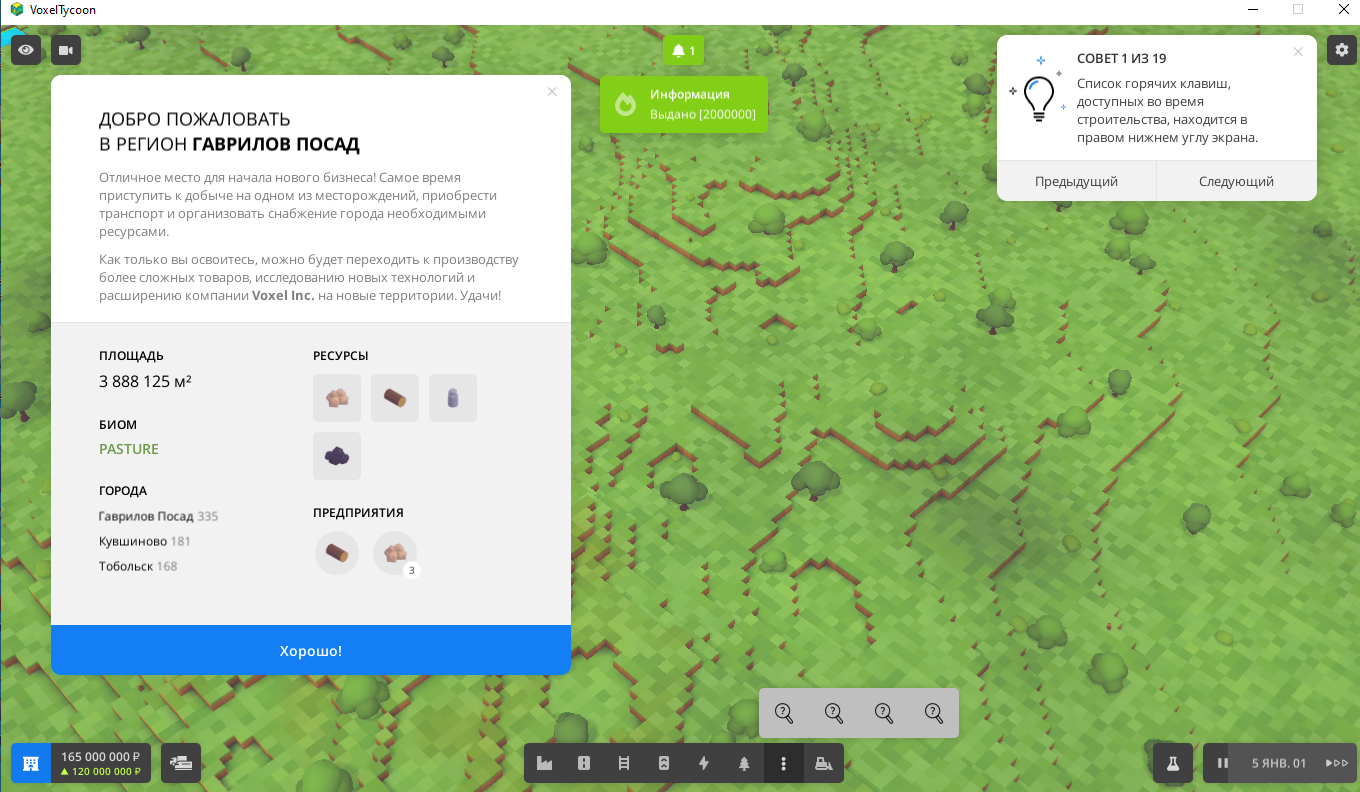 VoxelTycoon
1
Информация
Выдано [2000000]
СОВЕТ 1 ИЗ 19
Список горячих клавиш,
доступных во время
строительства, находится в
правом нижнем углу экрана.
Предыдущий
Следующий
ДОБРО ПОЖАЛОВАТЬ
В РЕГИОН ГАВРИЛОВ ПОСАД
Отличное место для начала нового бизнеса! Самое время
приступить к добыче на одном из месторождений, приобрести
транспорт и организовать снабжение города необходимыми
ресурсами.
Как только вы освоитесь, можно будет переходить к производству
более сложных товаров, исследованию новых технологий и
расширению компании Voxel Inc. на новые территории. Удачи!
ПЛОЩАДЬ
3 888 125 м²
БИОМ
PASTURE
ГОРОДА
Гаврилов Посад 335
Кувшиново 181
Тобольск 168
РЕСУРСЫ
ПРЕДПРИЯТИЯ
3
Хорошо!
165 000 000 ₽
▲ 120 000 000 ₽
5 ЯНВ. 01